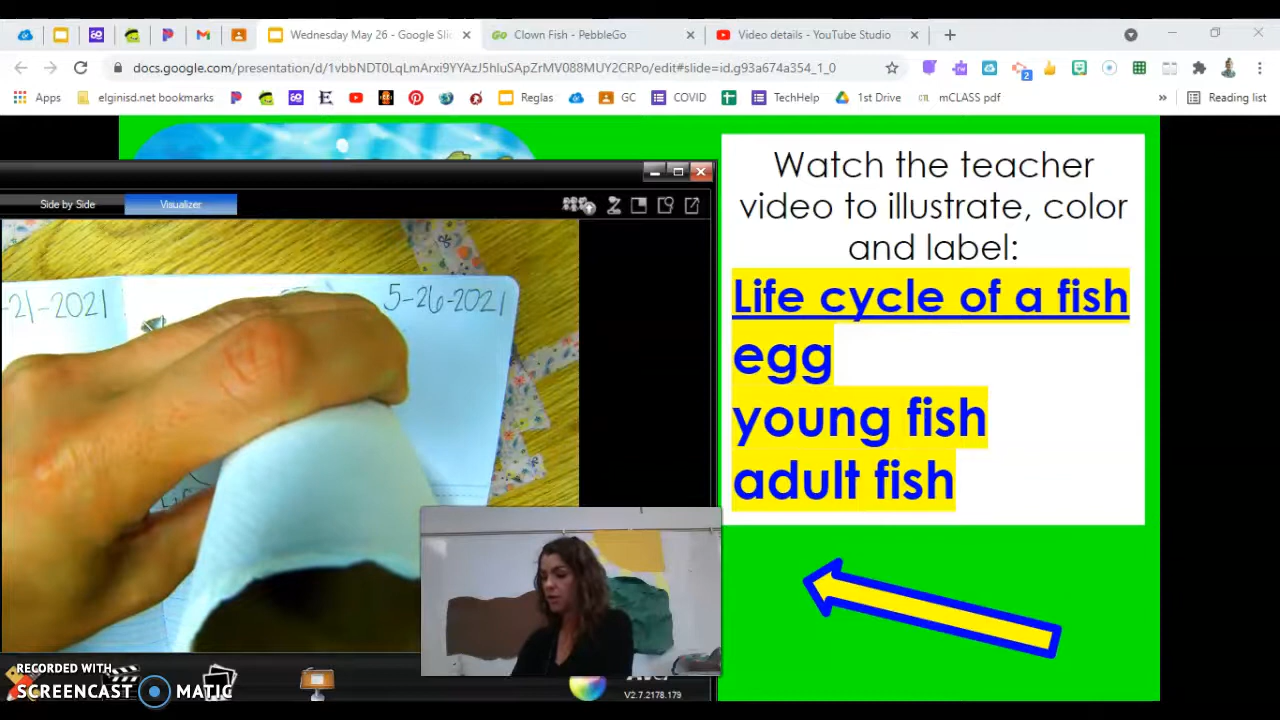 Wednesday May 26 - Google Slic
Clown Fish - PebbleGo
Video details - YouTube Studio
docs.google.com/presentation/d/1vbbNDT0LqLmArxi9YYAzJ5hluSApZrMV088MUY2CRPo/edit#slide=id.g93a674a354_1_0
2
Apps
elginisd.net bookmarks
Reglas
GC
COVID
TechHelp
1st Drive
mCLASS pdf
Reading list
Watch the teacher
video to illustrate, color
and label:
Life cycle of a fish
egg
young fish
adult fish
Side by Side
Visualizer
-21-2021
5-26-2021
RECORDED WITH
SCREENCAST MATIC
V2.7.2178.179